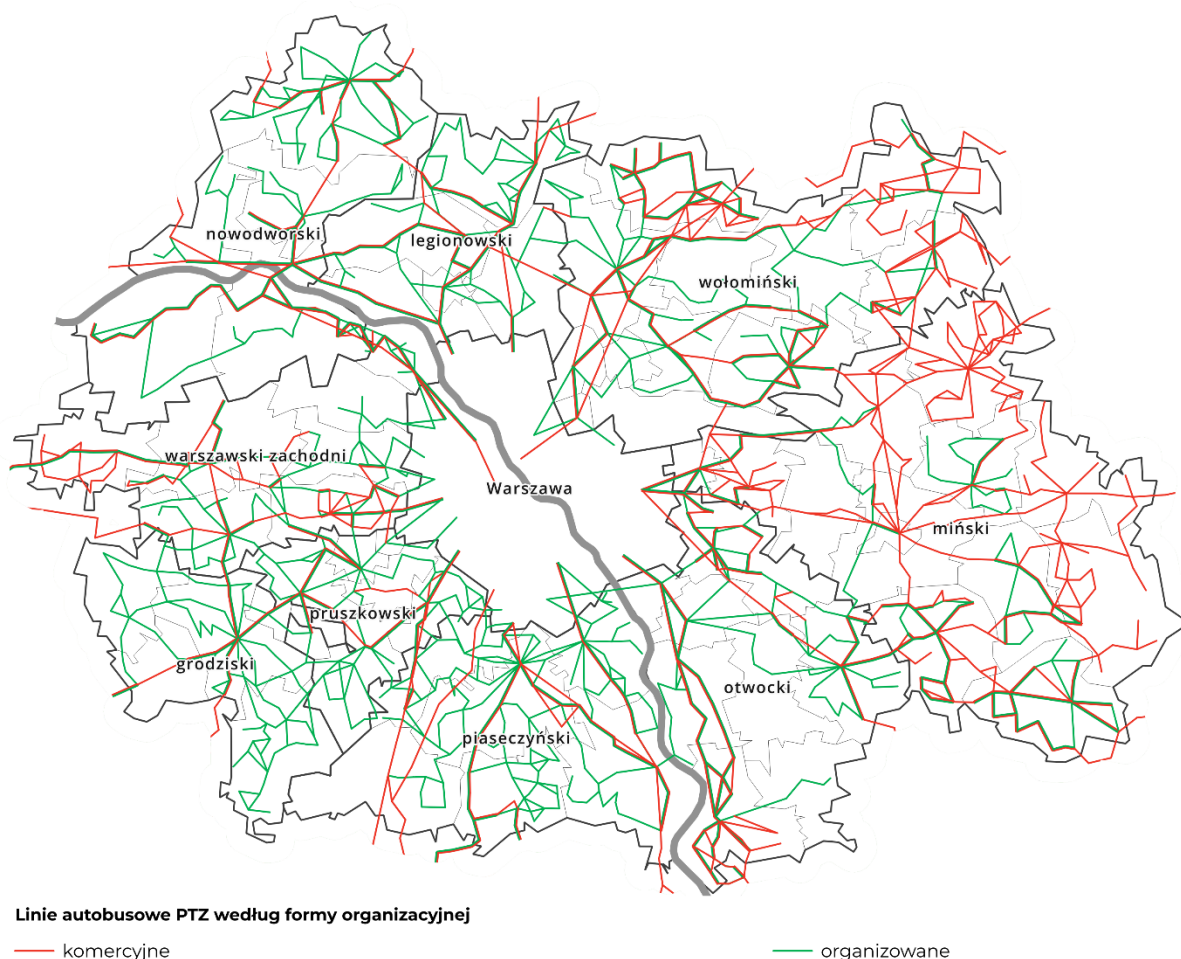 nowodworski
legionowski
wołomiński
warszawski zachodni
Warszawa
miński
pruszkowski
grodziski
otwocki
piaseczyński
Linie autobusowe PTZ według formy organizacyjnej
komercyjne
organizowane